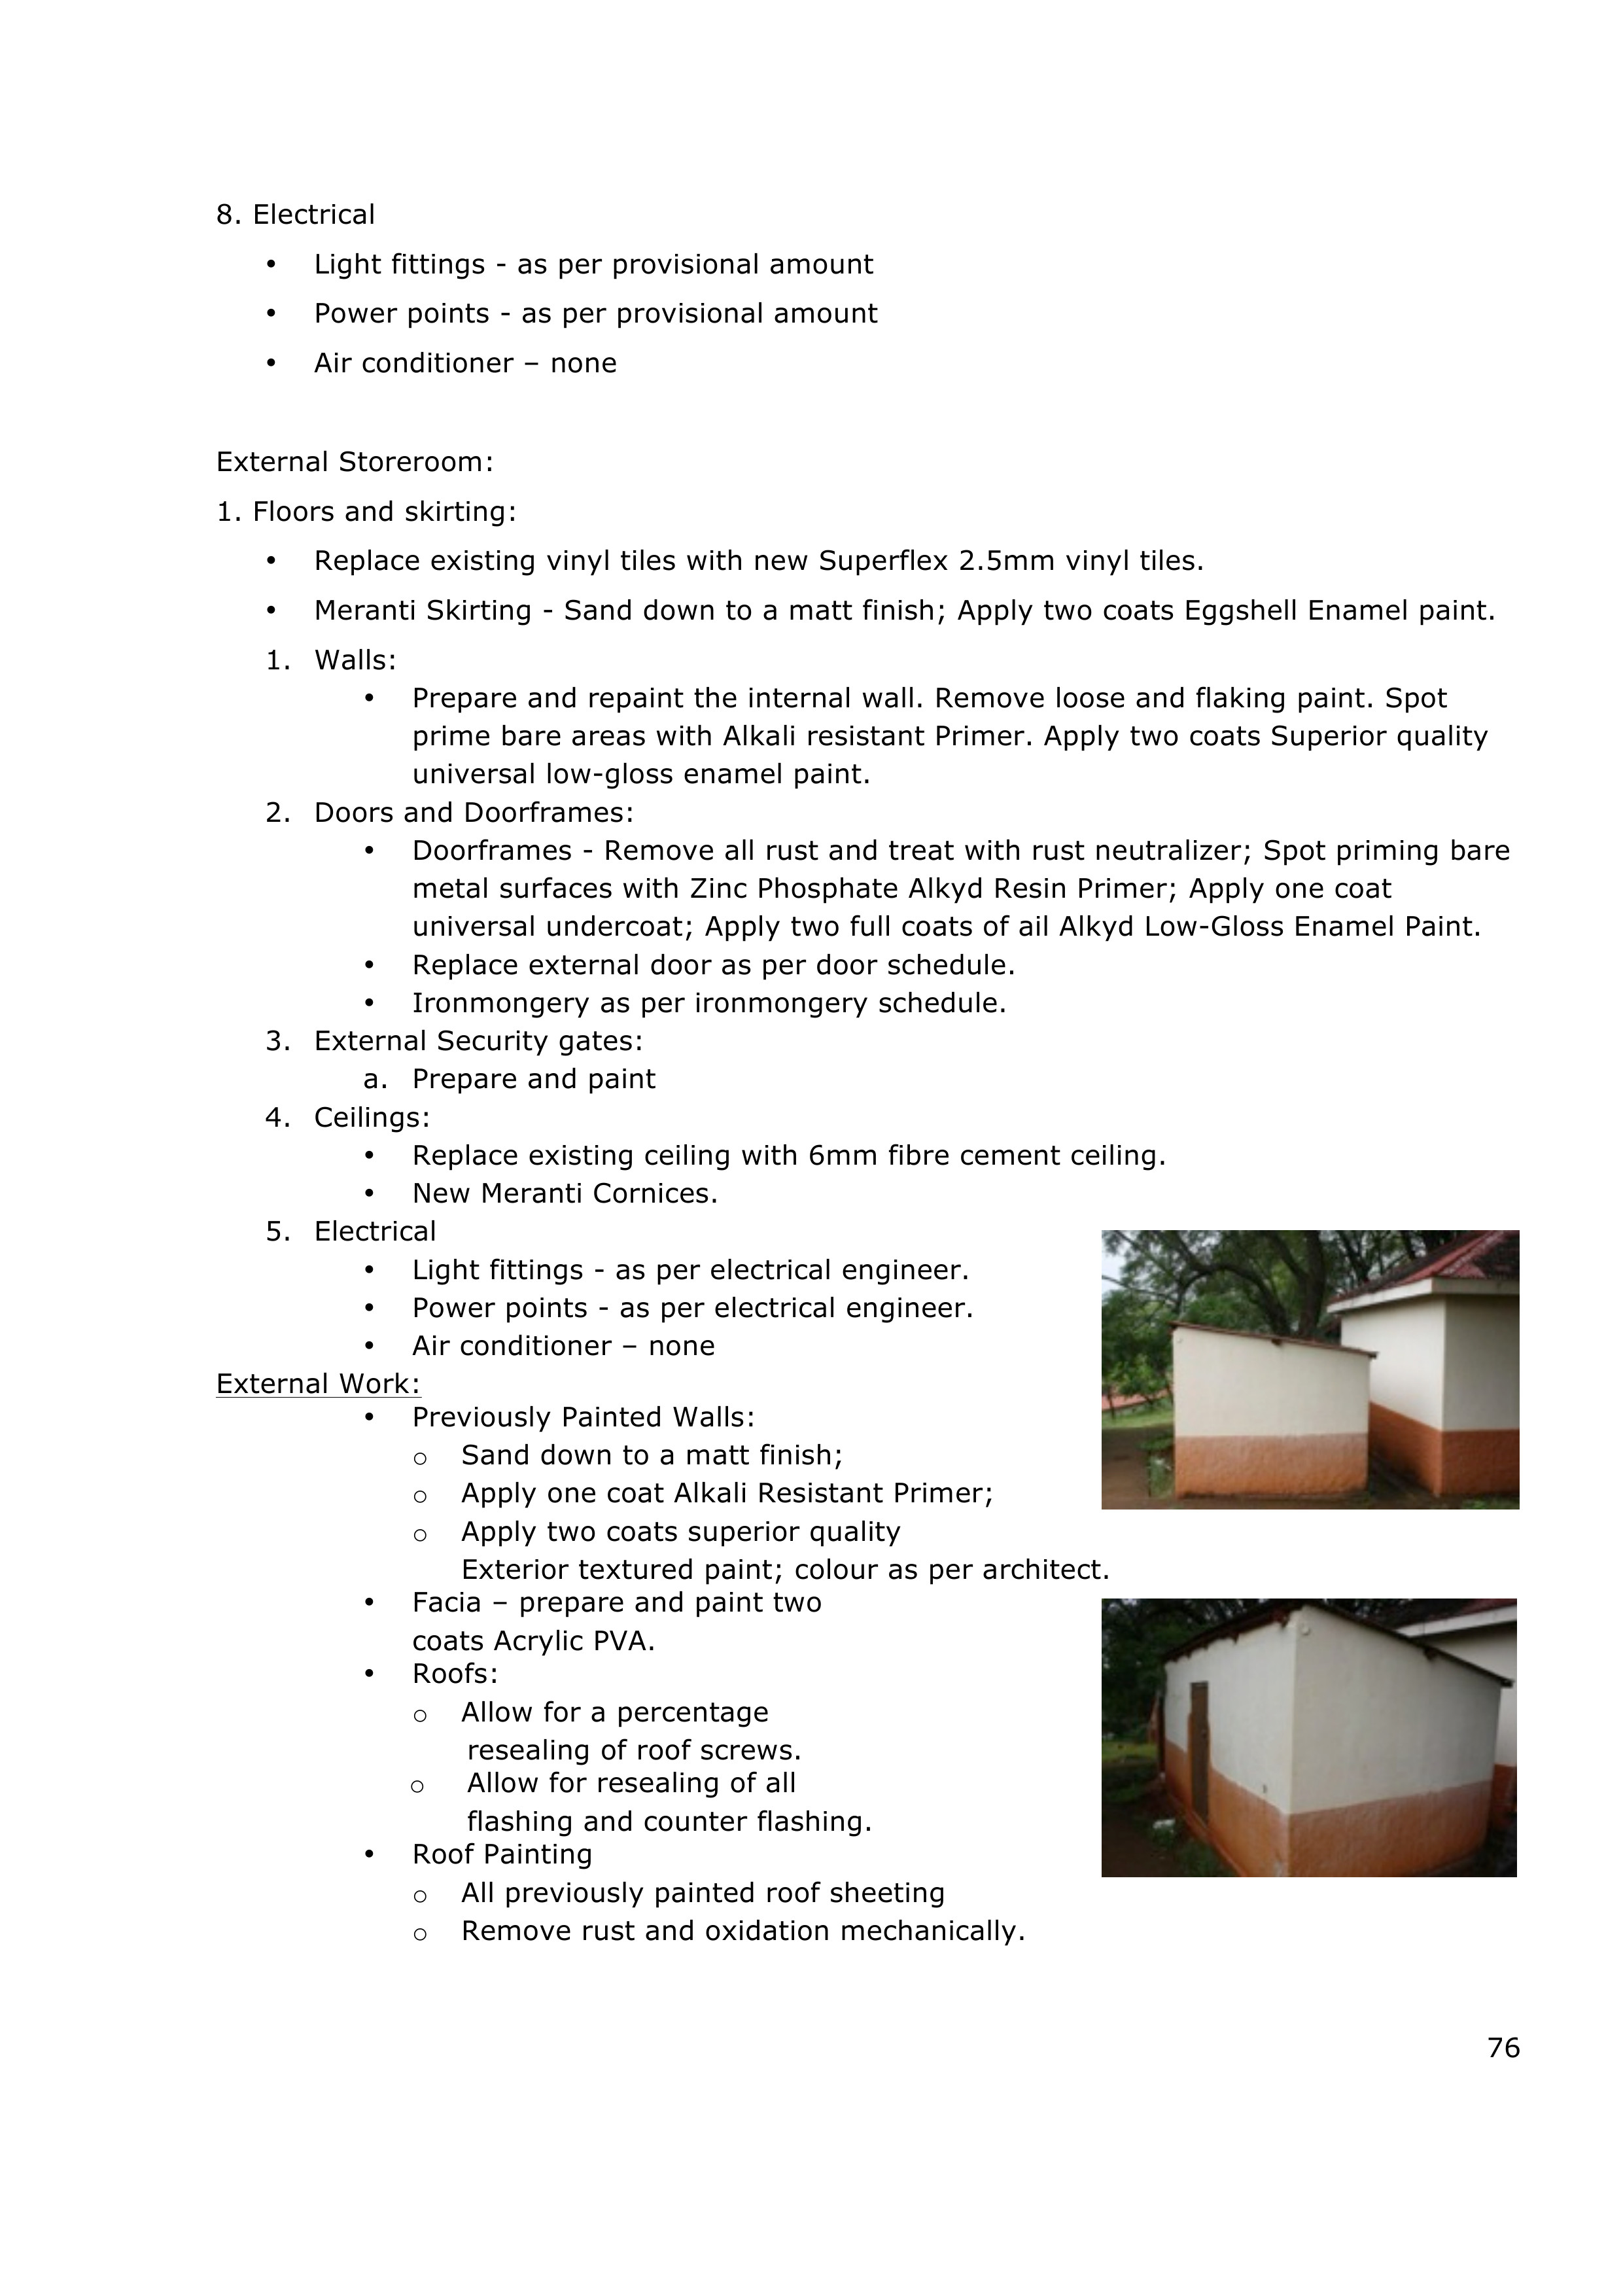 8. Electrical
• Light fittings - as per provisional amount
• Power points - as per provisional amount
• Air conditioner – none
External Storeroom:
1. Floors and skirting:
• Replace existing vinyl tiles with new Superflex 2.5mm vinyl tiles.
• Meranti Skirting - Sand down to a matt finish; Apply two coats Eggshell Enamel paint.
1. Walls:
• Prepare and repaint the internal wall. Remove loose and flaking paint. Spot
prime bare areas with Alkali resistant Primer. Apply two coats Superior quality
universal low-gloss enamel paint.
2. Doors and Doorframes:
• Doorframes - Remove all rust and treat with rust neutralizer; Spot priming bare
metal surfaces with Zinc Phosphate Alkyd Resin Primer; Apply one coat
universal undercoat; Apply two full coats of ail Alkyd Low-Gloss Enamel Paint.
• Replace external door as per door schedule.
• Ironmongery as per ironmongery schedule.
3. External Security gates:
a. Prepare and paint
4. Ceilings:
• Replace existing ceiling with 6mm fibre cement ceiling.
• New Meranti Cornices.
5. Electrical
• Light fittings - as per electrical engineer.
• Power points - as per electrical engineer.
• Air conditioner – none
External Work:
• Previously Painted Walls:
o Sand down to a matt finish;
o Apply one coat Alkali Resistant Primer;
o Apply two coats superior quality
Exterior textured paint; colour as per architect.
• Facia – prepare and paint two
coats Acrylic PVA.
• Roofs:
o Allow for a percentage
resealing of roof screws.
o Allow for resealing of all
flashing and counter flashing.
• Roof Painting
o All previously painted roof sheeting
o Remove rust and oxidation mechanically.
76